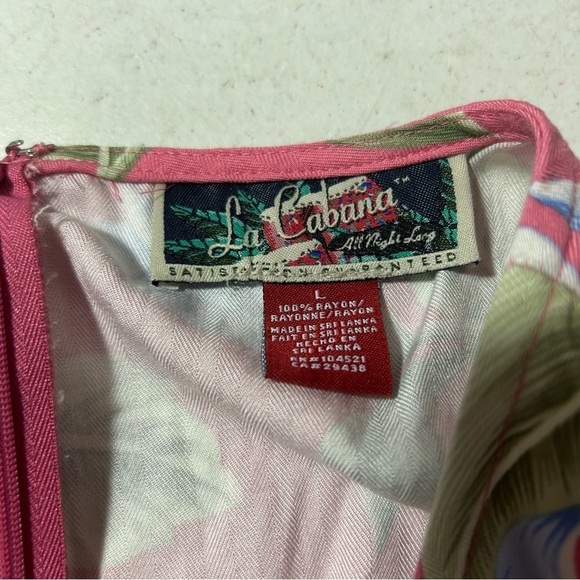 La Cabana™
All Night Long
SATISFACTION GUARANTEED
L
100% RAYON/
RAYONNE/RAYON
MADE IN SRI LANKA
FAIT EN SRI LANKA
HECHO EN
SRI LANKA
RN#104521
CA#29438